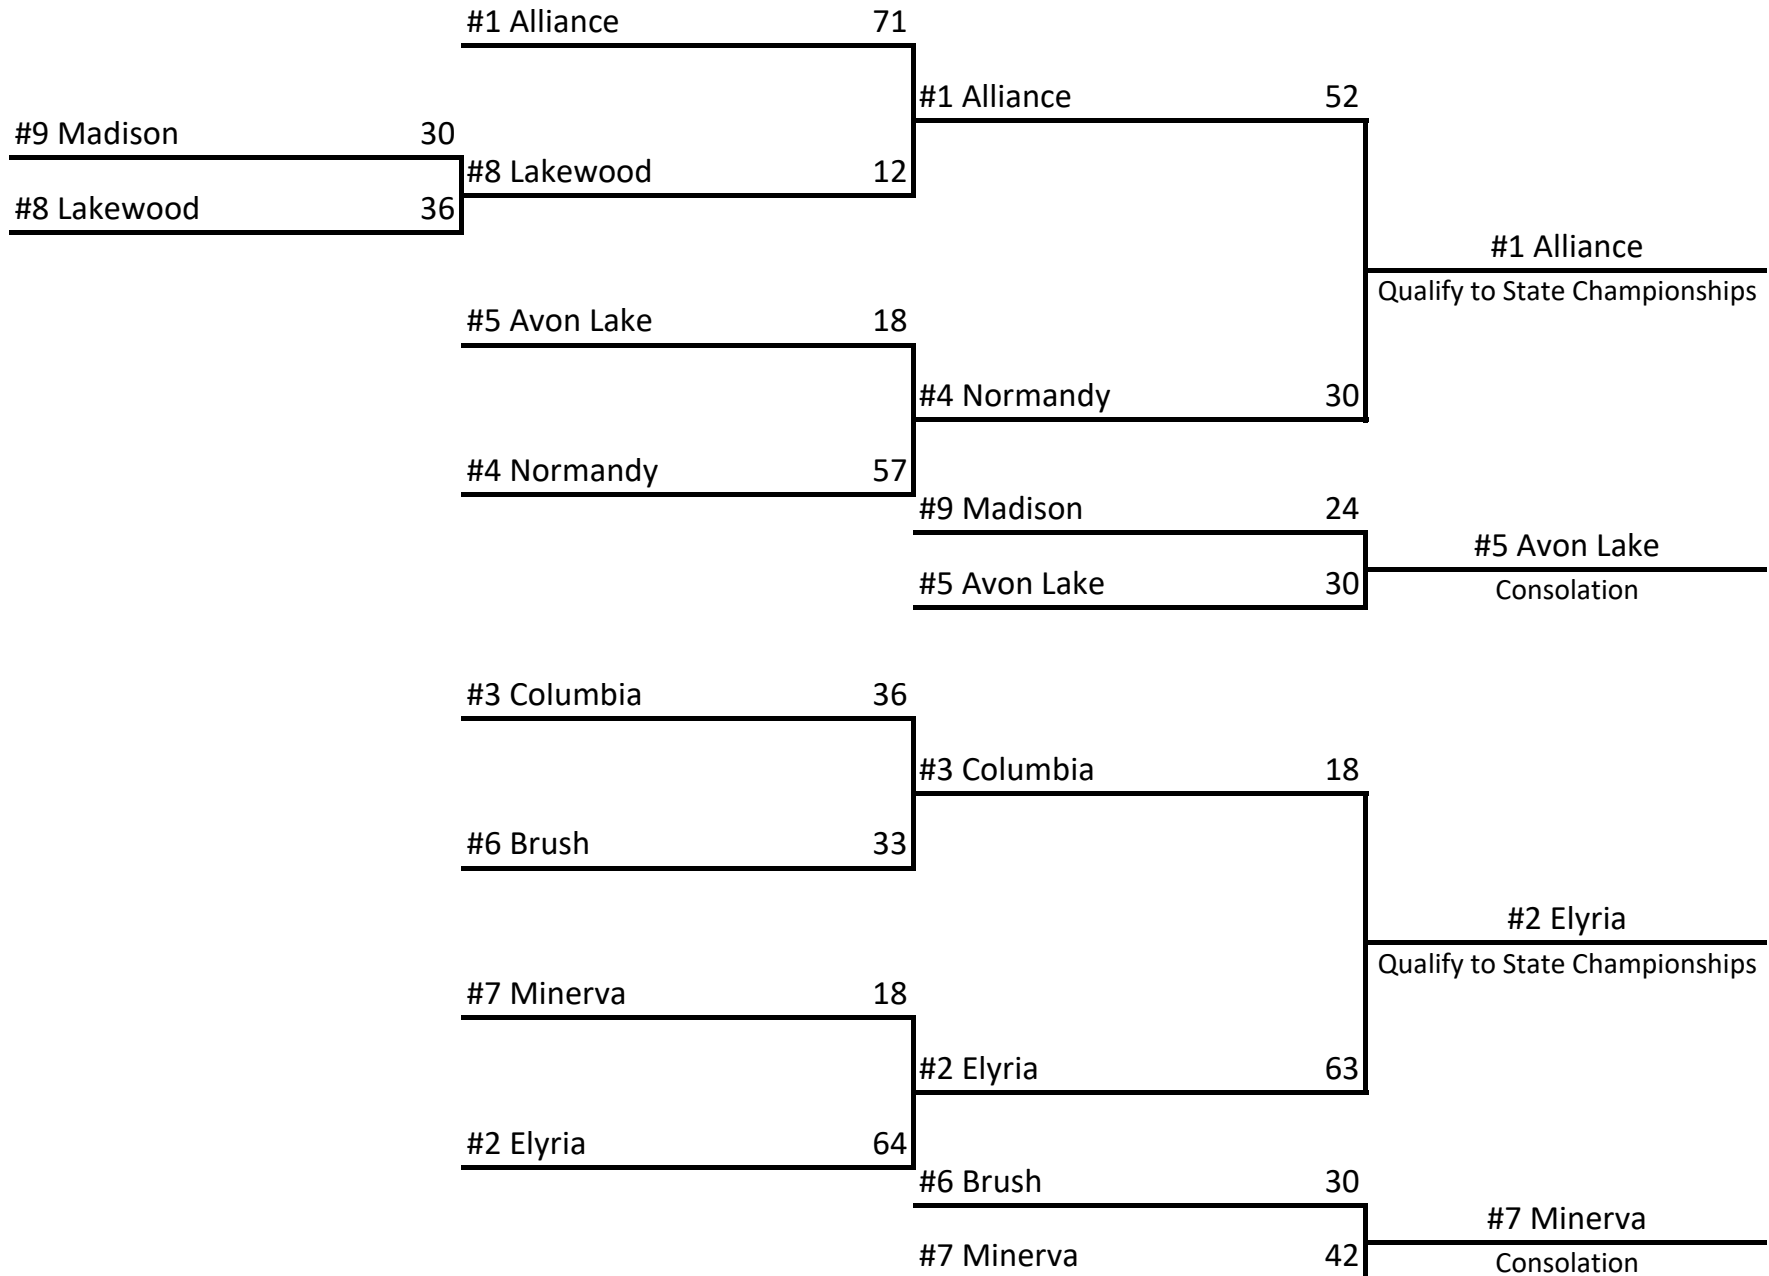 #1 Alliance 71
#1 Alliance 52
#9 Madison 30
#8 Lakewood 12
#8 Lakewood 36
#1 Alliance
Qualify to State Championships
#5 Avon Lake 18
#4 Normandy 30
#4 Normandy 57
#9 Madison 24
#5 Avon Lake
#5 Avon Lake 30
Consolation
#3 Columbia 36
#3 Columbia 18
#6 Brush 33
#2 Elyria
Qualify to State Championships
#7 Minerva 18
#2 Elyria 63
#2 Elyria 64
#6 Brush 30
#7 Minerva
#7 Minerva 42
Consolation